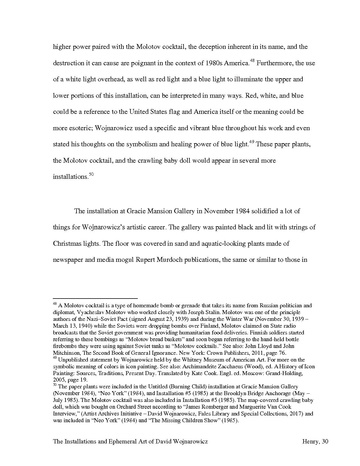 higher power paired with the Molotov cocktail, the deception inherent in its name, and the
destruction it can cause are poignant in the context of 1980s America.48 Furthermore, the use
of a white light overhead, as well as red light and a blue light to illuminate the upper and
lower portions of this installation, can be interpreted in many ways. Red, white, and blue
could be a reference to the United States flag and America itself or the meaning could be
more esoteric; Wojnarowicz used a specific and vibrant blue throughout his work and even
stated his thoughts on the symbolism and healing power of blue light.49 These paper plants,
the Molotov cocktail, and the crawling baby doll would appear in several more
installations.50
The installation at Gracie Mansion Gallery in November 1984 solidified a lot of
things for Wojnarowicz's artistic career. The gallery was painted black and lit with strings of
Christmas lights. The floor was covered in sand and aquatic-looking plants made of
newspaper and media mogul Rupert Murdoch publications, the same or similar to those in
48 A Molotov cocktail is a type of homemade bomb or grenade that takes its name from Russian politician and
diplomat, Vyacheslav Molotov who worked closely with Joseph Stalin. Molotov was one of the principle
authors of the Nazi-Soviet Pact (signed August 23, 1939) and during the Winter War (November 30, 1939 –
March 13, 1940) while the Soviets were dropping bombs over Finland, Molotov claimed on State radio
broadcasts that the Soviet government was providing humanitarian food deliveries. Finnish soldiers started
referring to these bombings as "Molotov bread baskets" and soon began referring to the hand-held bottle
firebombs they were using against Soviet tanks as "Molotov cocktails." See also: John Lloyd and John
Mitchinson, The Second Book of General Ignorance. New York: Crown Publishers, 2011, page 76.
49 Unpublished statement by Wojnarowicz held by the Whitney Museum of American Art. For more on the
symbolic meaning of colors in icon painting. See also: Archimandrite Zacchaeus (Wood), ed. A History of Icon
Painting: Sources, Traditions, Present Day. Translated by Kate Cook. Engl. ed. Moscow: Grand-Holding,
2005, page 19.
50 The paper plants were included in the Untitled (Burning Child) installation at Gracie Mansion Gallery
(November 1984), "Neo York" (1984), and Installation #5 (1985) at the Brooklyn Bridge Anchorage (May –
July 1985). The Molotov cocktail was also included in Installation #5 (1985). The mage covered crawling baby
doll, which was bought on Orchard Street according to "James Romberger and Marguerite Van Cook
Interview," (Artist Archives Initiative – David Wojnarowicz, Fales Library and Special Collections, 2017) and
was included in "Neo York" (1984) and "The Missing Children Show" (1985).
The Installations and Ephemeral Art of David Wojnarowicz Henry, 30